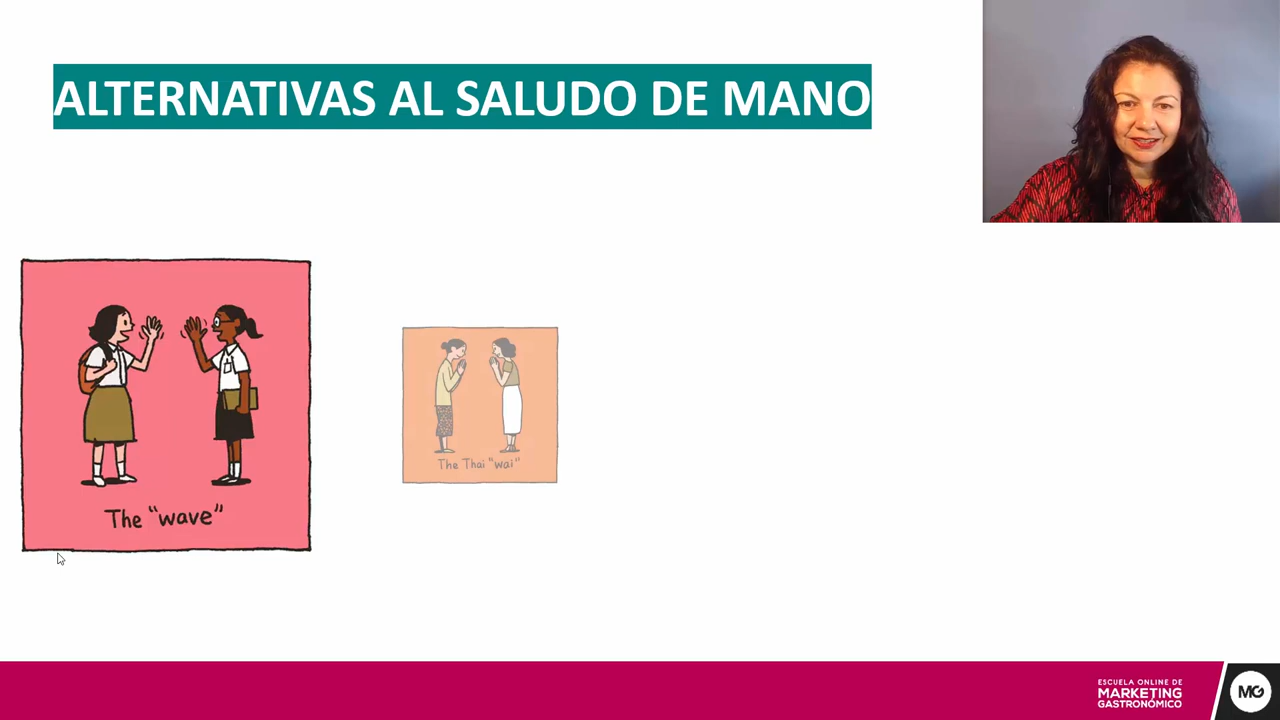 ALTERNATIVAS AL SALUDO DE MANO
The "wave"
The Thai "wai"
ESCUELA ONLINE DE
MARKETING
GASTRONÓMICO
MG